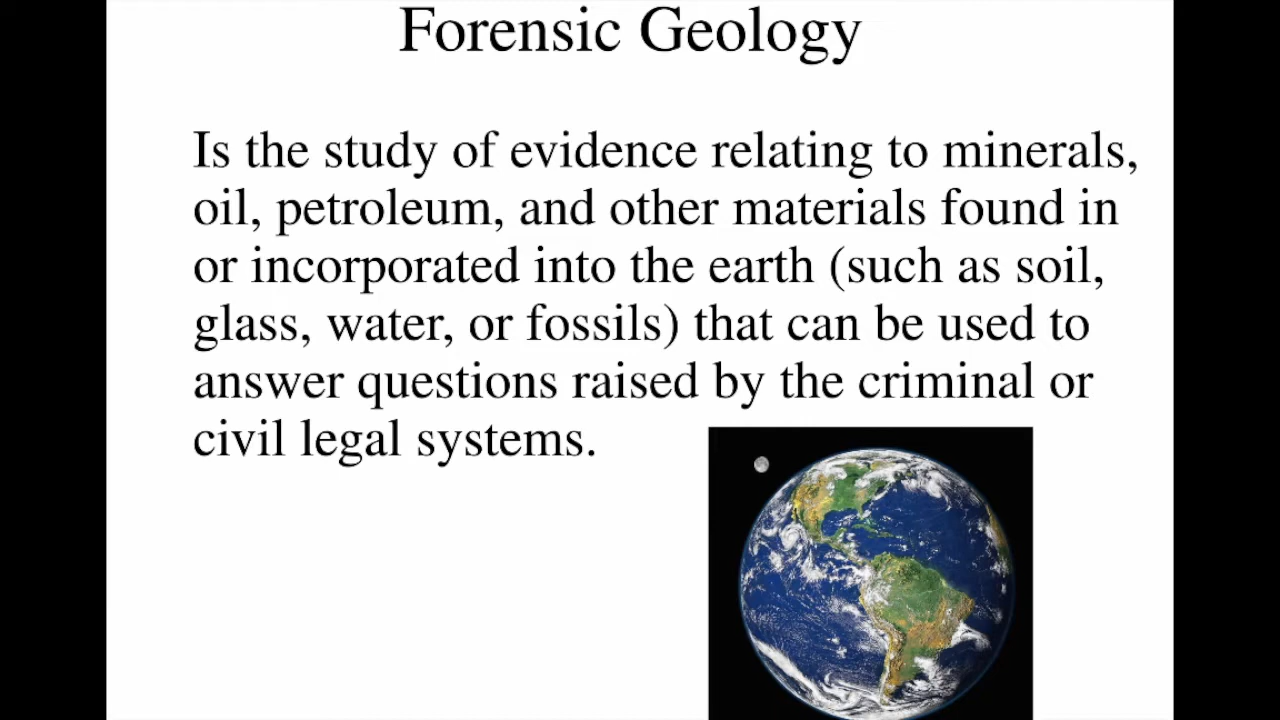 Forensic Geology
Is the study of evidence relating to minerals,
oil, petroleum, and other materials found in
or incorporated into the earth (such as soil,
glass, water, or fossils) that can be used to
answer questions raised by the criminal or
civil legal systems.